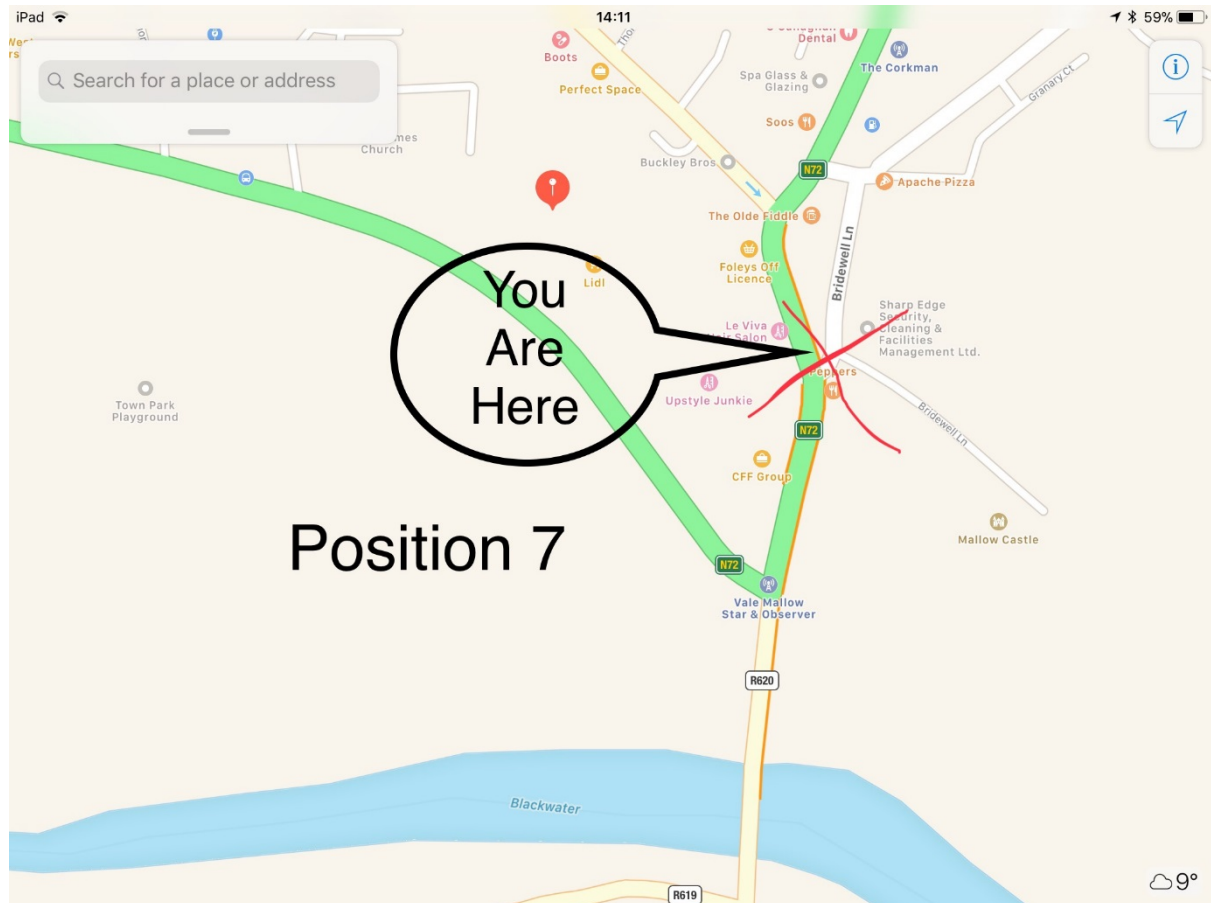 iPad
14:11
59%
Search for a place or address
Boots
Perfect Space
Dental
The Corkman
Spa Glass &
Glazing
Granary Ct
Soos
Church
Buckley Bros
N72
Apache Pizza
The Olde Fiddle
Foleys Off
Licence
Bridewell Ln
Lidl
You
Are
Here
Le Viva
Hair Salon
Sharp Edge
Security,
Cleaning &
Facilities
Management Ltd.
Peppers
Upstyle Junkie
Town Park
Playground
Bridewell Ln
N72
CFF Group
Mallow Castle
Position 7
N72
Vale Mallow
Star & Observer
R620
Blackwater
R619
9°